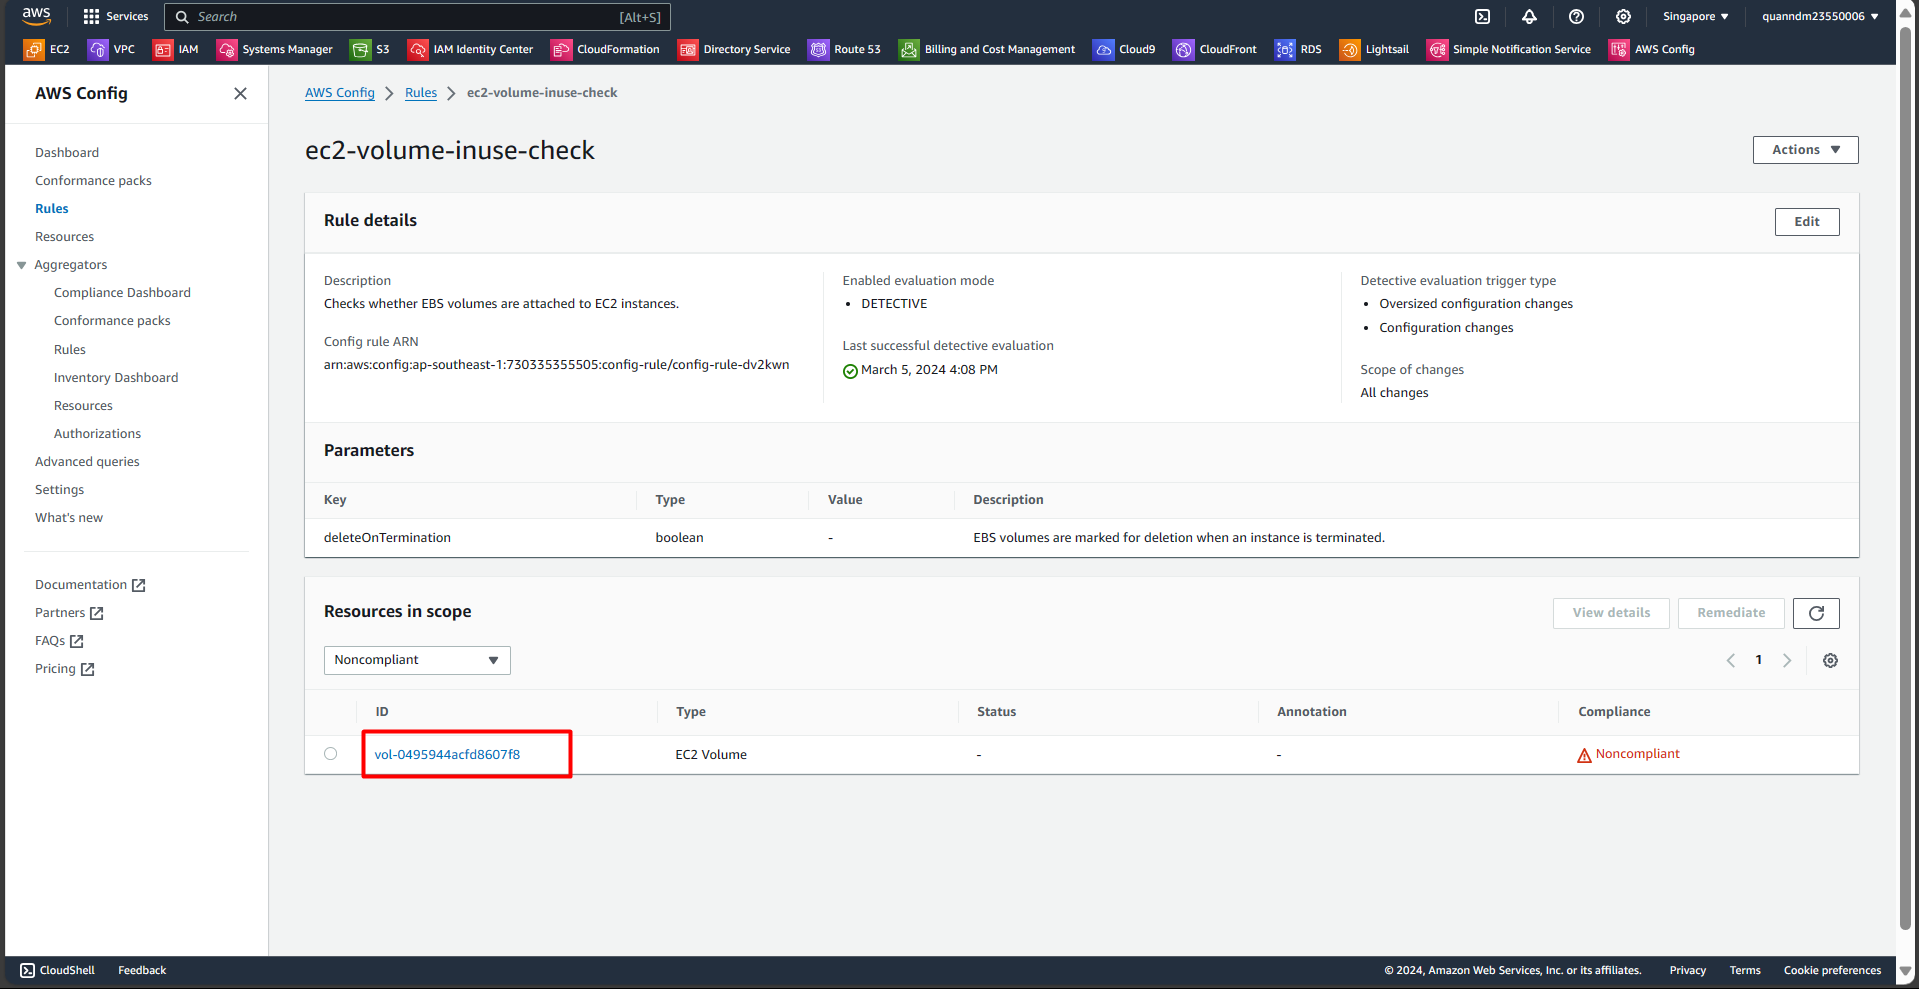 aws Services Search [Alt+S] Singapore ▼ quanndm23550006 ▼
EC2 VPC IAM Systems Manager S3 IAM Identity Center CloudFormation Directory Service Route 53 Billing and Cost Management Cloud9 CloudFront RDS Lightsail Simple Notification Service AWS Config
AWS Config
Dashboard
Conformance packs
Rules
Resources
Aggregators
Compliance Dashboard
Conformance packs
Rules
Inventory Dashboard
Resources
Authorizations
Advanced queries
Settings
What's new
Documentation
Partners
FAQs
Pricing
AWS Config > Rules > ec2-volume-inuse-check
ec2-volume-inuse-check
Actions ▼
Rule details
Edit
Description
Checks whether EBS volumes are attached to EC2 instances.
Config rule ARN
arn:aws:config:ap-southeast-1:730335355505:config-rule/config-rule-dv2kwn
Enabled evaluation mode
• DETECTIVE
Last successful detective evaluation
March 5, 2024 4:08 PM
Detective evaluation trigger type
• Oversized configuration changes
• Configuration changes
Scope of changes
All changes
Parameters
Key Type Value Description
deleteOnTermination boolean - EBS volumes are marked for deletion when an instance is terminated.
Resources in scope
View details Remediate
Noncompliant ▼
1
ID Type Status Annotation Compliance
vol-0495944acfd8607f8 EC2 Volume - - Noncompliant
CloudShell Feedback © 2024, Amazon Web Services, Inc. or its affiliates. Privacy Terms Cookie preferences